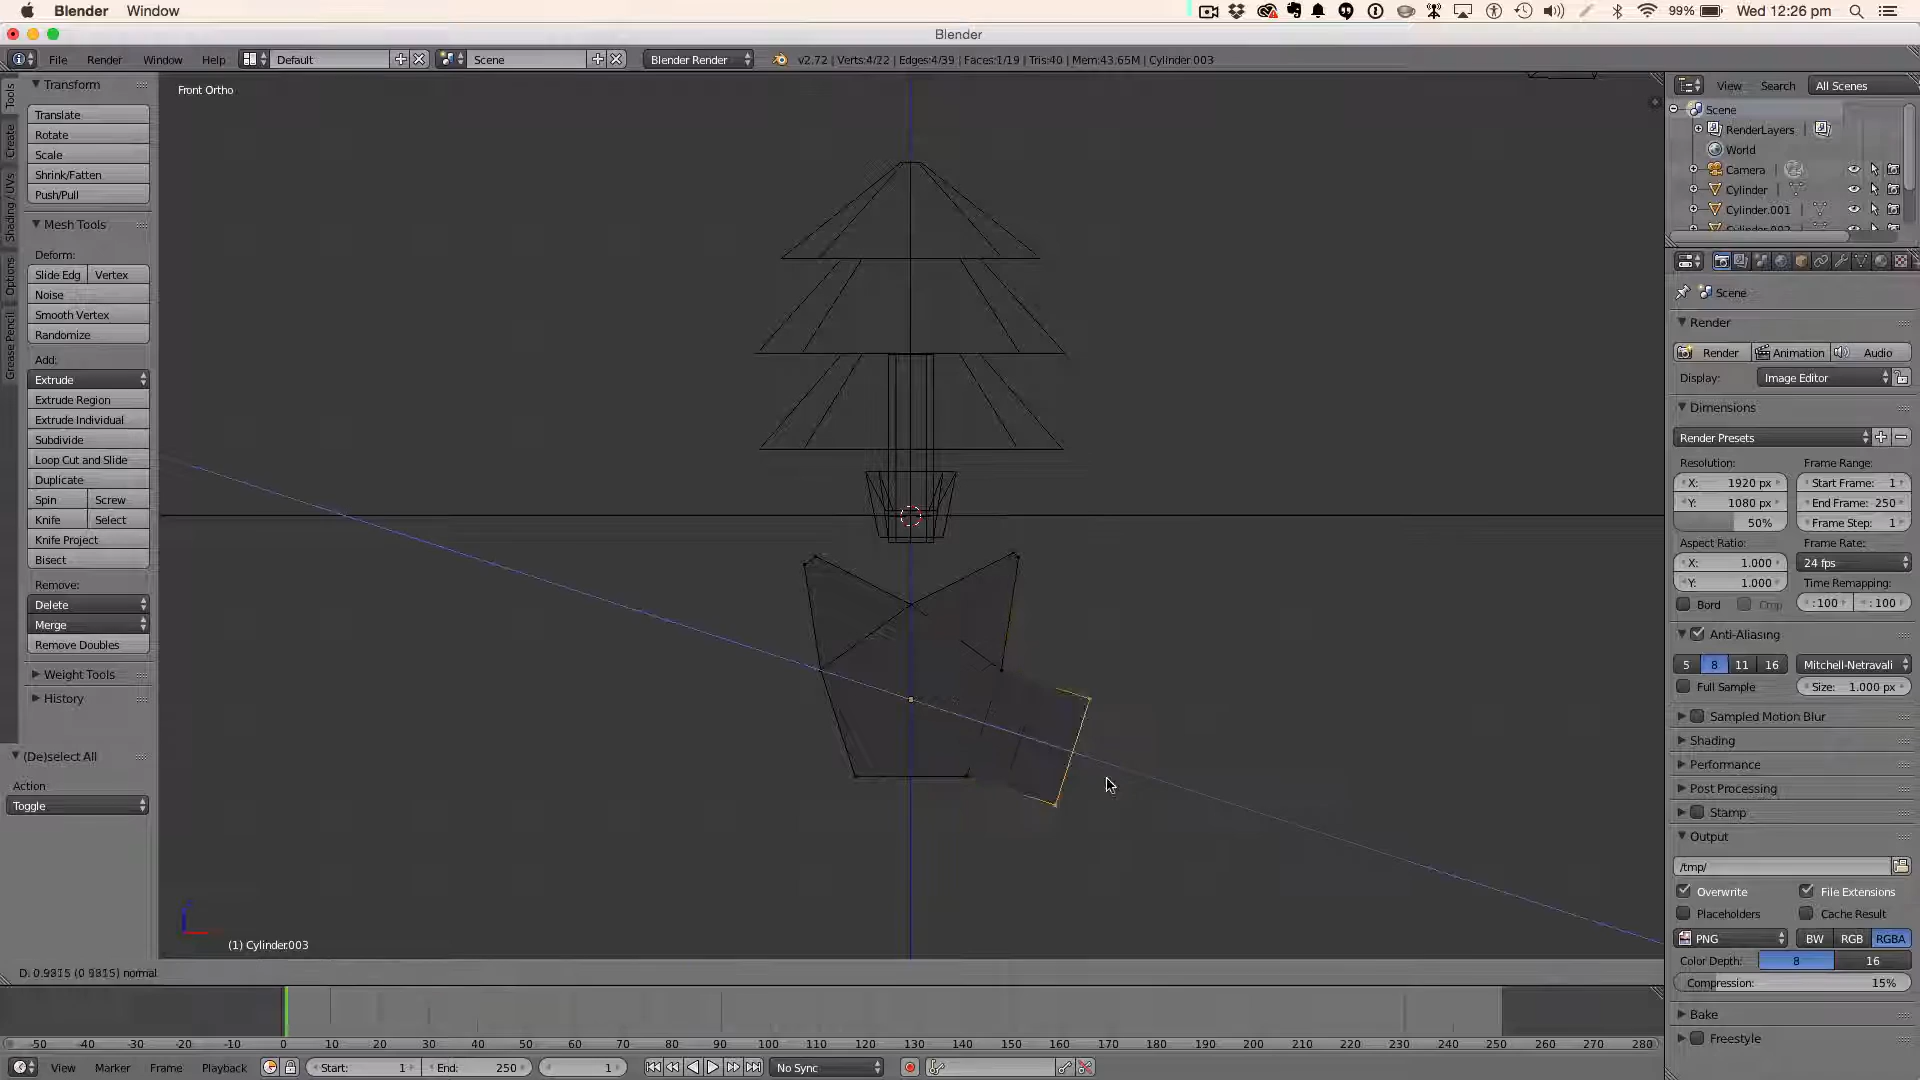 Blender Window 99% Wed 12:26 pm
Blender
File Render Window Help Default Scene Blender Render v2.72 | Verts:4/22 | Edges:4/39 | Faces:1/19 | Tris:40 | Mem:43.65M | Cylinder.003
Tools
Create
Shading / UVs
Options
Grease Pencil
Transform
Translate
Rotate
Scale
Shrink/Fatten
Push/Pull
Mesh Tools
Deform:
Slide Edg Vertex
Noise
Smooth Vertex
Randomize
Add:
Extrude
Extrude Region
Extrude Individual
Subdivide
Loop Cut and Slide
Duplicate
Spin Screw
Knife Select
Knife Project
Bisect
Remove:
Delete
Merge
Remove Doubles
Weight Tools
History
(De)select All
Action
Toggle
Front Ortho
(1) Cylinder.003
D: 0.9815 (0.9815) normal
View Search All Scenes
Scene
RenderLayers
World
Camera
Cylinder
Cylinder.001
Scene
Render
Render Animation Audio
Display: Image Editor
Dimensions
Render Presets
Resolution: Frame Range:
X: 1920 px Start Frame: 1
Y: 1080 px End Frame: 250
50% Frame Step: 1
Aspect Ratio: Frame Rate:
X: 1.000 24 fps
Y: 1.000 Time Remapping:
Bord Crop :100 :100
Anti-Aliasing
5 8 11 16 Mitchell-Netravali
Full Sample Size: 1.000 px
Sampled Motion Blur
Shading
Performance
Post Processing
Stamp
Output
/tmp/
Overwrite File Extensions
Placeholders Cache Result
PNG BW RGB RGBA
Color Depth: 8 16
Compression: 15%
Bake
Freestyle
-50 -40 -30 -20 -10 0 10 20 30 40 50 60 70 80 90 100 110 120 130 140 150 160 170 180 190 200 210 220 230 240 250 260 270 280
View Marker Frame Playback Start: 1 End: 250 1 No Sync